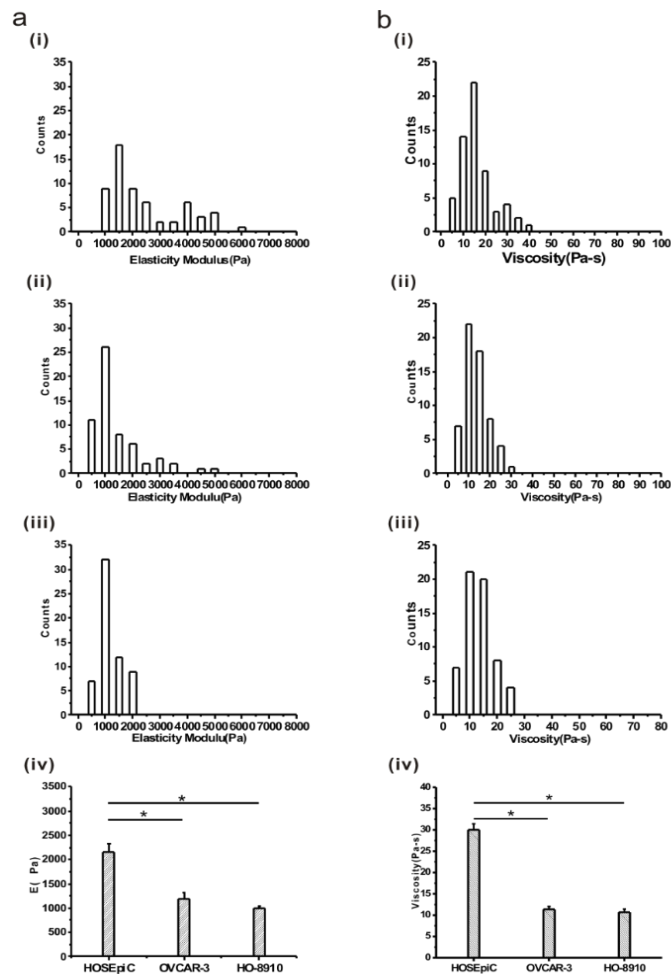 a
(i)
35
30
25
20
15
10
5
0
Counts
0 1000 2000 3000 4000 5000 6000 7000 8000
Elasticity Modulus(Pa)
(ii)
35
30
25
20
15
10
5
0
Counts
0 1000 2000 3000 4000 5000 6000 7000 8000
Elasticity Modulu(Pa)
(iii)
35
30
25
20
15
10
5
0
Counts
0 1000 2000 3000 4000 5000 6000 7000 8000
Elasticity Modulu(Pa)
(iv)
3500
3000
2500
2000
1500
1000
500
0
E( Pa)
* 
*
HOSEpiC OVCAR-3 HO-8910
b
(i)
25
20
15
10
5
0
Counts
0 10 20 30 40 50 60 70 80 90 100
Viscosity(Pa-s)
(ii)
25
20
15
10
5
0
Counts
0 10 20 30 40 50 60 70 80 90 100
Viscosity(Pa-s)
(iii)
25
20
15
10
5
0
Counts
0 10 20 30 40 50 60 70 80
Viscosity(Pa-s)
(iv)
40
35
30
25
20
15
10
5
0
Viscosity(Pa-s)
*
*
HOSEpiC OVCAR-3 HO-8910